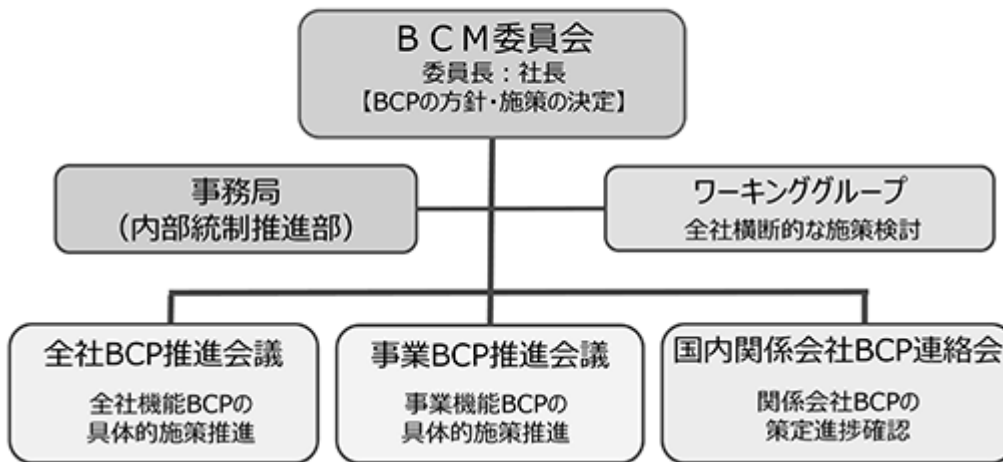 ＢＣＭ委員会
委員長：社長
【BCPの方針・施策の決定】
事務局
（内部統制推進部）
ワーキンググループ
全社横断的な施策検討
全社BCP推進会議
全社機能BCPの
具体的施策推進
事業BCP推進会議
事業機能BCPの
具体的施策推進
国内関係会社BCP連絡会
関係会社BCPの
策定進捗確認